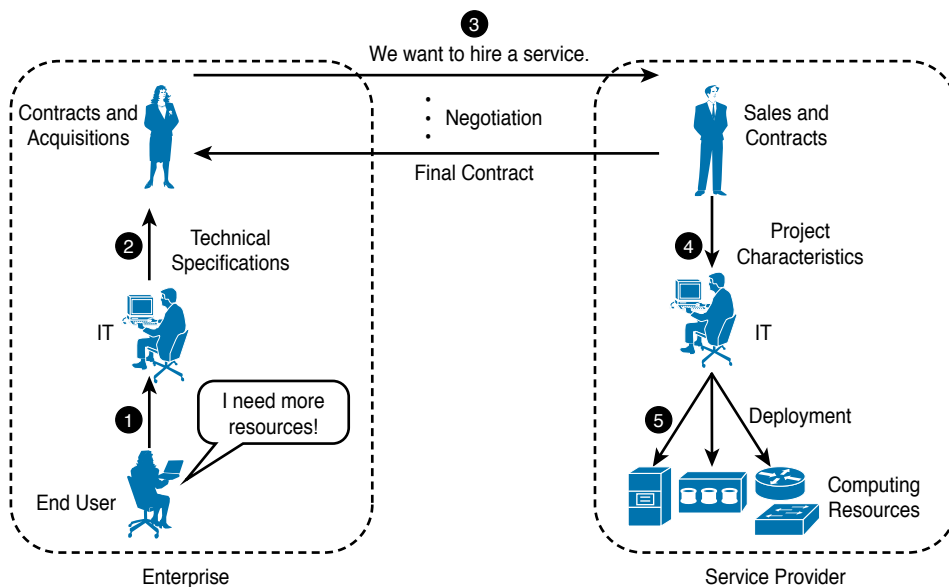 3
We want to hire a service.
Contracts and
Acquisitions
Negotiation
Sales and
Contracts
Final Contract
2
Technical
Specifications
4
Project
Characteristics
IT
IT
1
I need more
resources!
5
Deployment
End User
Computing
Resources
Enterprise
Service Provider